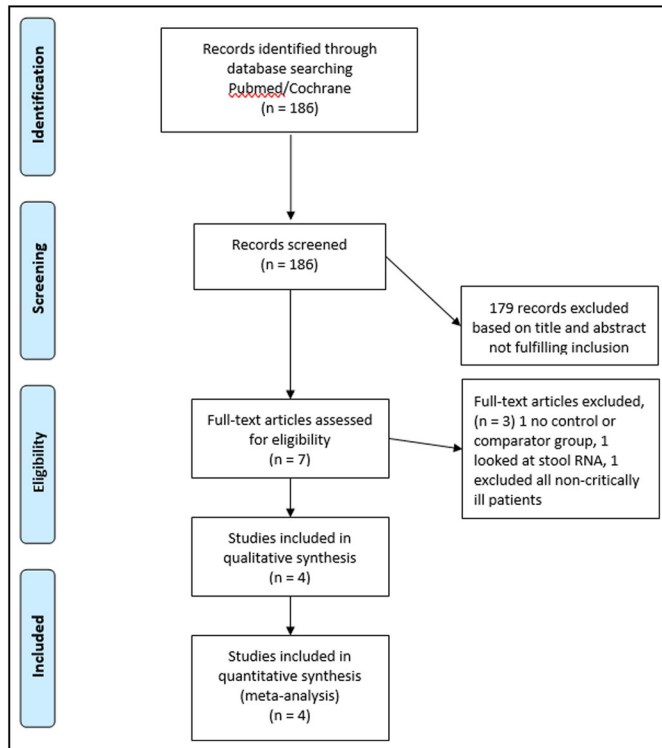 Identification
Records identified through
database searching
Pubmed/Cochrane
(n = 186)
Screening
Records screened
(n = 186)
179 records excluded
based on title and abstract
not fulfilling inclusion
Eligibility
Full-text articles assessed
for eligibility
(n = 7)
Full-text articles excluded,
(n = 3) 1 no control or
comparator group, 1
looked at stool RNA, 1
excluded all non-critically
ill patients
Studies included in
qualitative synthesis
(n = 4)
Included
Studies included in
quantitative synthesis
(meta-analysis)
(n = 4)